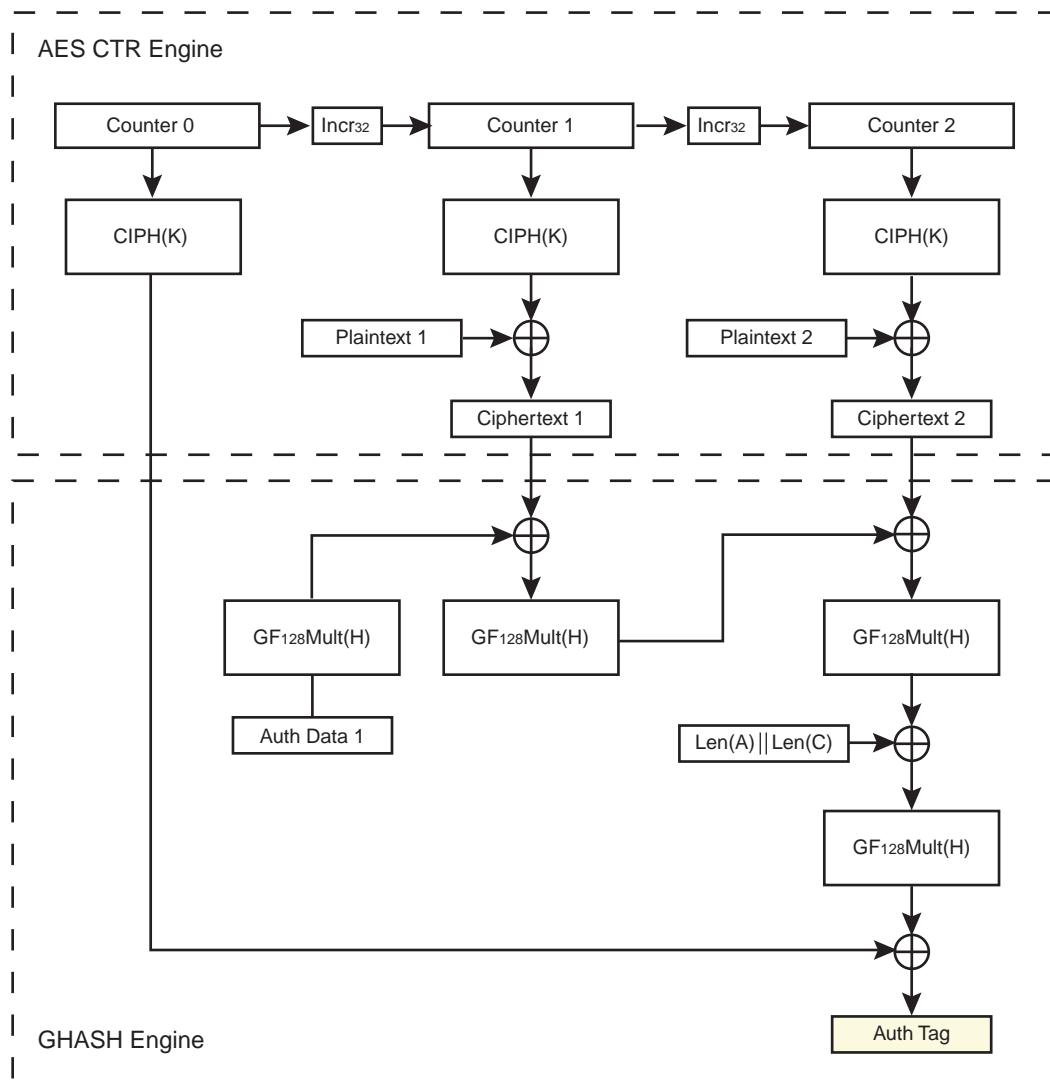 AES CTR Engine
Counter 0
Incr32
Counter 1
Incr32
Counter 2
CIPH(K)
CIPH(K)
CIPH(K)
Plaintext 1
Plaintext 2
Ciphertext 1
Ciphertext 2
GF128Mult(H)
GF128Mult(H)
GF128Mult(H)
Auth Data 1
Len(A)||Len(C)
GF128Mult(H)
Auth Tag
GHASH Engine